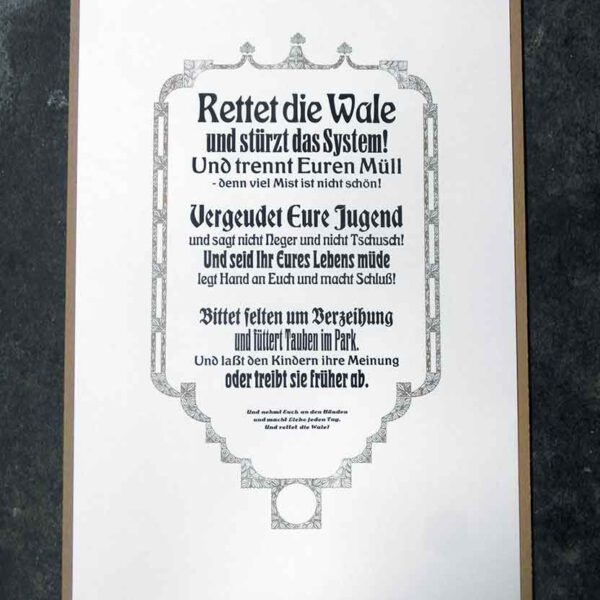 Rettet die Wale
und stürzt das System!
Und trennt Euren Müll
- denn viel Mist ist nicht schön!
Vergeudet Eure Jugend
und sagt nicht Neger und nicht Tschusch!
Und seid Ihr Eures Lebens müde
legt Hand an Euch und macht Schluß!
Bittet selten um Verzeihung
und füttert Tauben im Park.
Und laßt den Kindern ihre Meinung
oder treibt sie früher ab.
Und nehmt Euch an den Händen
und macht Liebe jeden Tag.
Und rettet die Wale!